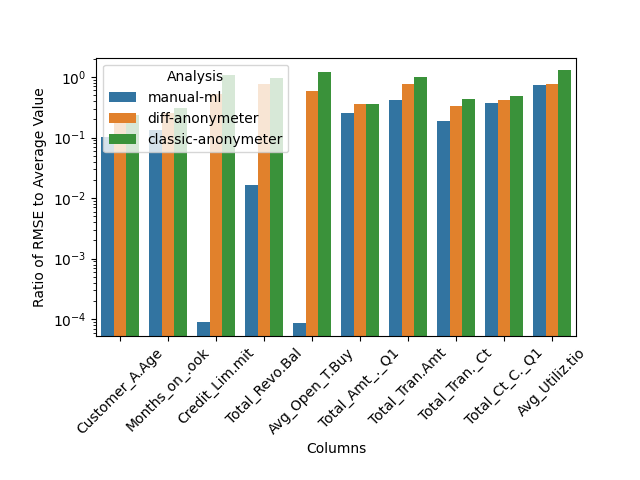 Ratio of RMSE to Average Value
10⁰
10⁻¹
10⁻²
10⁻³
10⁻⁴
Analysis
manual-ml
diff-anonymeter
classic-anonymeter
Customer_A.Age
Months_on_.ook
Credit_Lim.mit
Total_Revo.Bal
Avg_Open_T.Buy
Total_Amt_._Q1
Total_Tran.Amt
Total_Tran._Ct
Total_Ct_C._Q1
Avg_Utiliz.tio
Columns